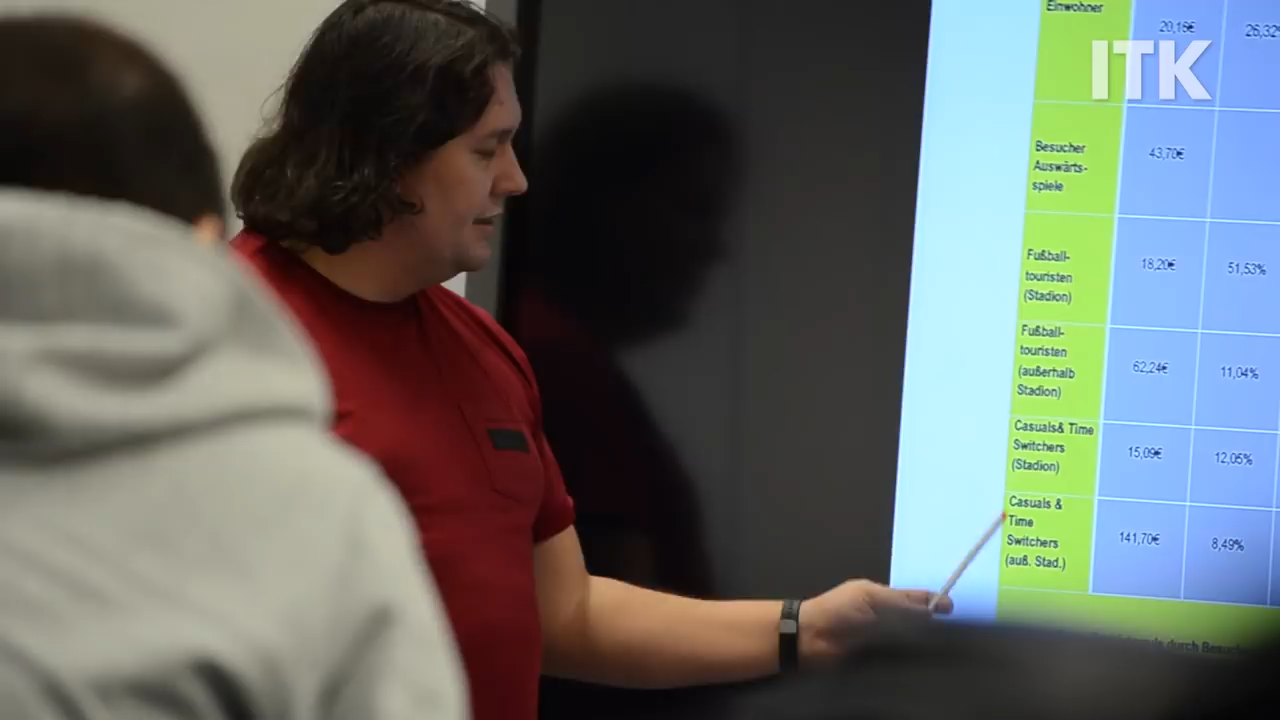 Einwohner
20,16€
26,32%
ITK
Besucher
Auswärts-
spiele
43,70€
Fußball-
touristen
(Stadion)
18,20€
51,53%
Fußball-
touristen
(außerhalb
Stadion)
62,24€
11,04%
Casuals& Time
Switchers
(Stadion)
15,09€
12,05%
Casuals &
Time
Switchers
(auß. Stad.)
141,70€
8,49%
durch